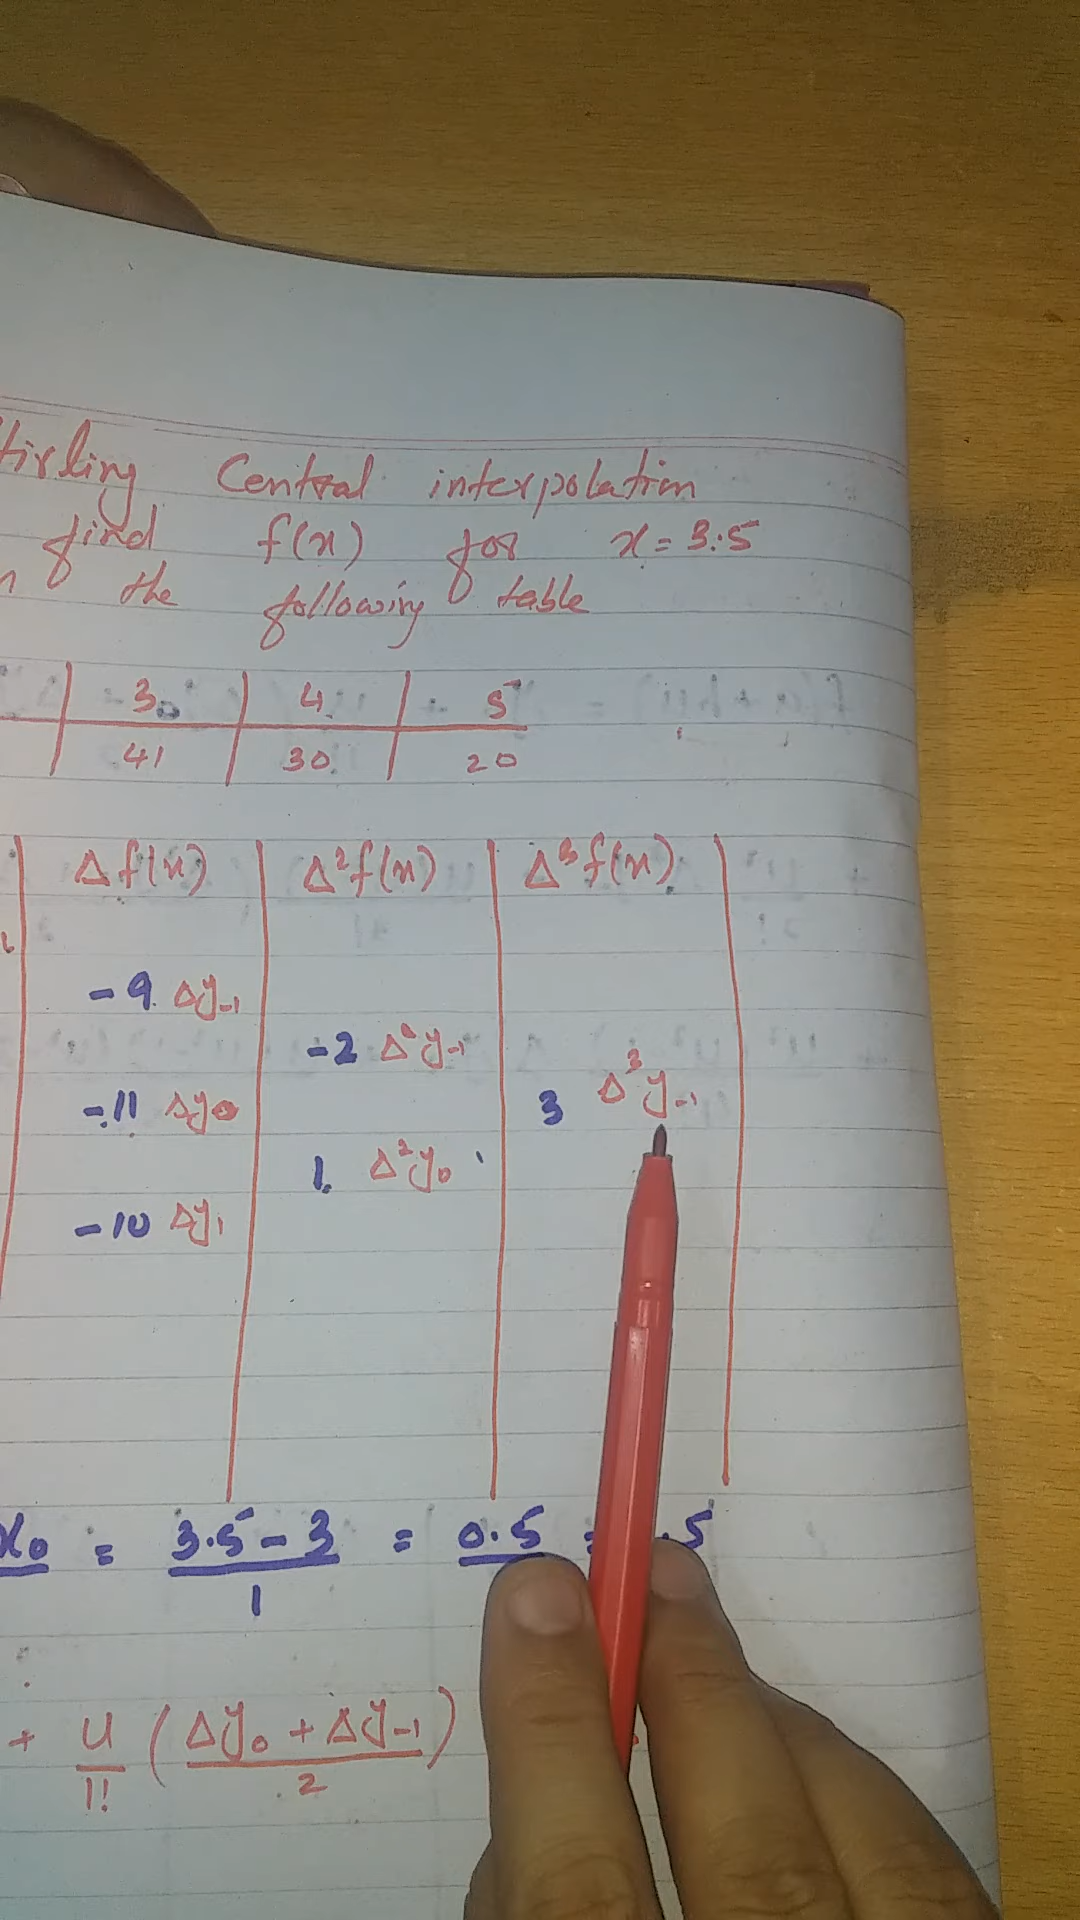 Stirling Central interpolation
find f(x) for x = 3.5
the following table
3 4 5
41 30 20
Δf(x) Δ²f(x) Δ³f(x)
-9 Δy₋₁
-2 Δ²y₋₁
-11 Δy₀ 3 Δ³y₋₁
1 Δ²y₀
-10 Δy₁
x₀ = 3.5 - 3 = 0.5 = .5
1
+ u/1! (Δy₀ + Δy₋₁/2)